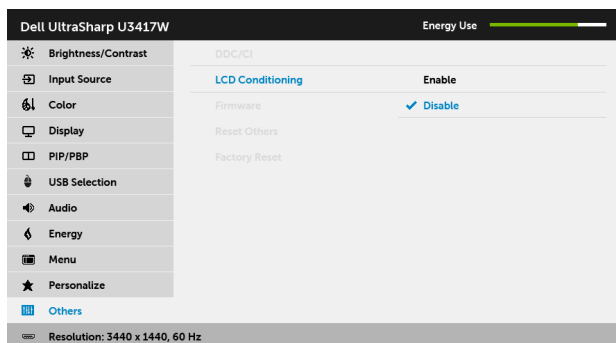 Dell UltraSharp U3417W Energy Use
Brightness/Contrast DDC/CI
Input Source LCD Conditioning Enable
Color Firmware Disable
Display Reset Others
PIP/PBP Factory Reset
USB Selection
Audio
Energy
Menu
Personalize
Others
Resolution: 3440 x 1440, 60 Hz